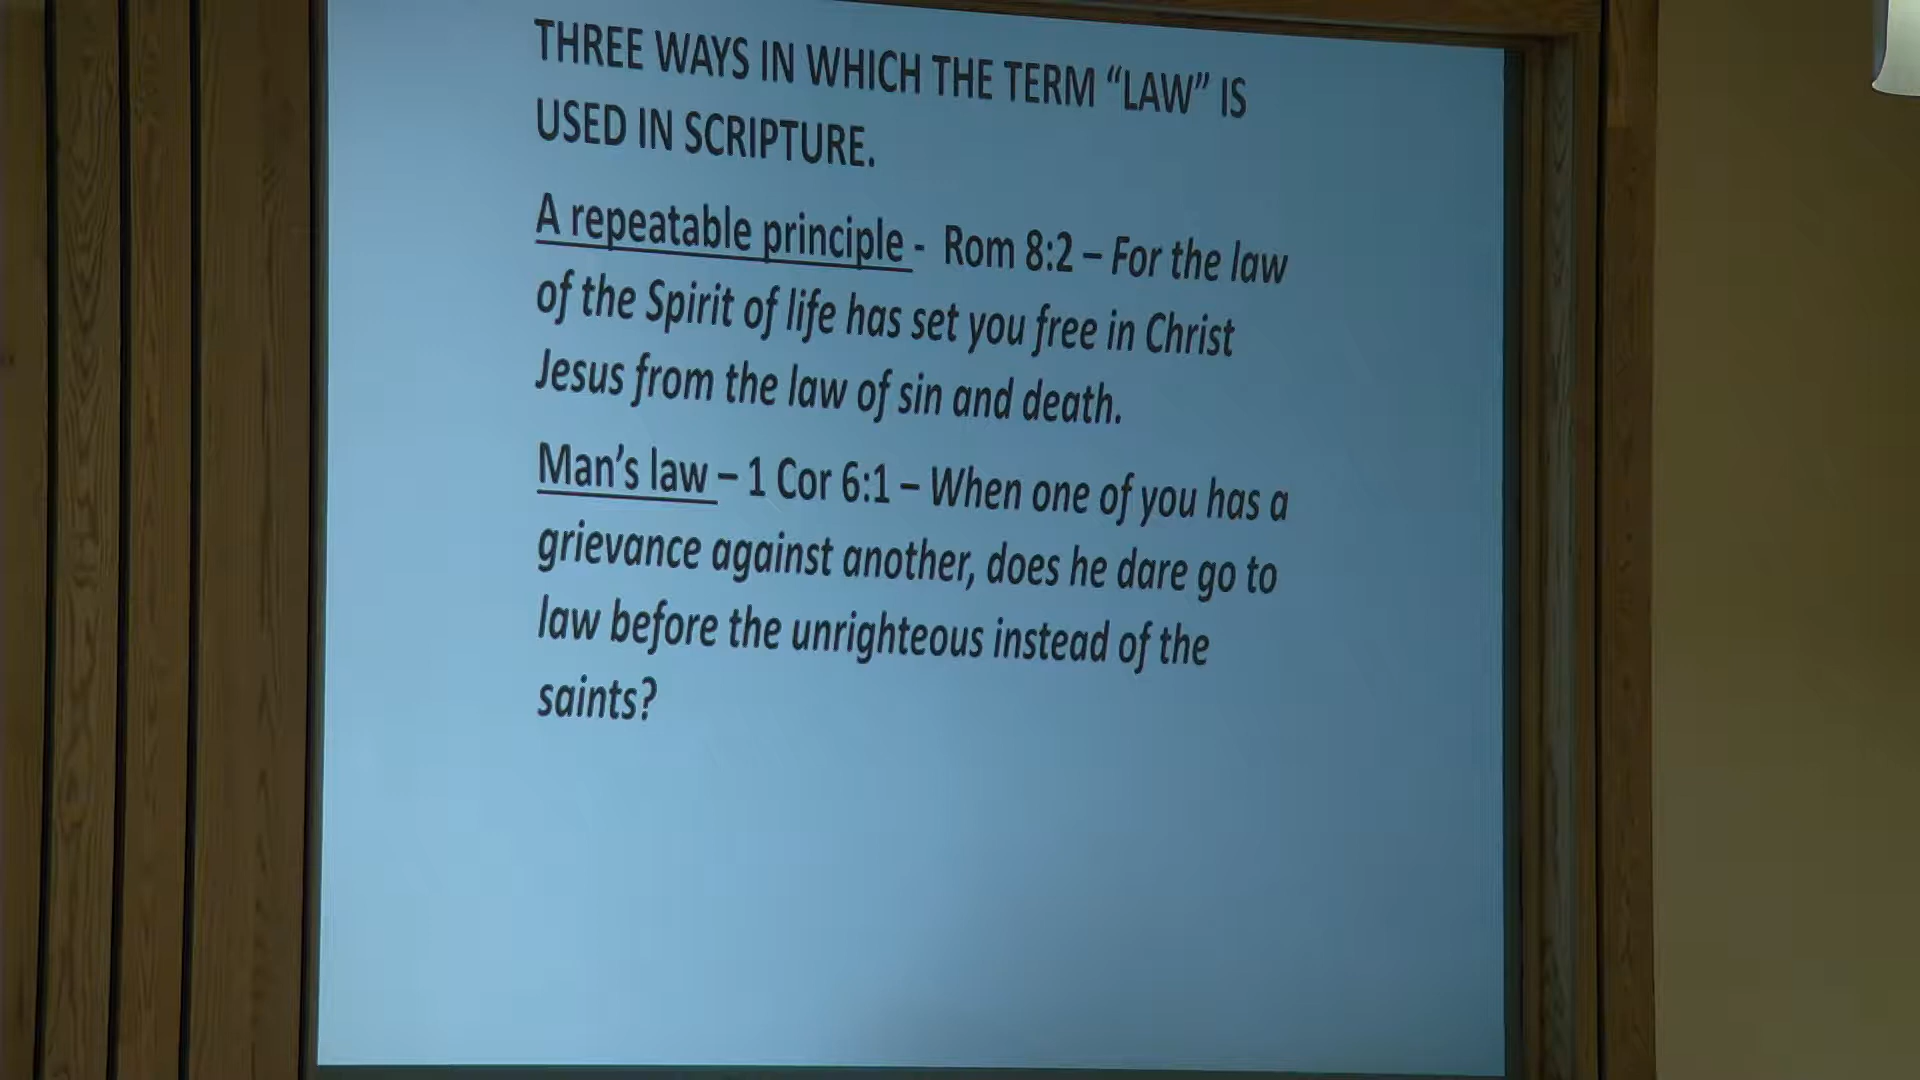 THREE WAYS IN WHICH THE TERM “LAW” IS
USED IN SCRIPTURE.
A repeatable principle - Rom 8:2 – For the law
of the Spirit of life has set you free in Christ
Jesus from the law of sin and death.
Man’s law – 1 Cor 6:1 – When one of you has a
grievance against another, does he dare go to
law before the unrighteous instead of the
saints?